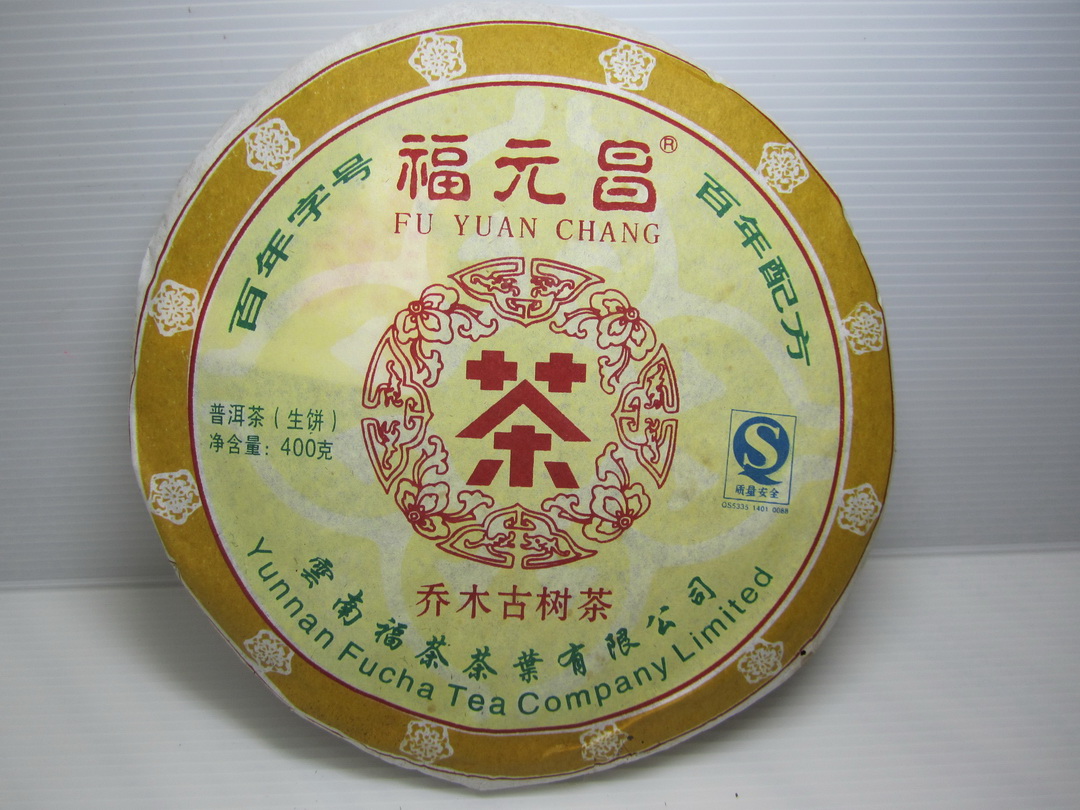 福元昌®
FU YUAN CHANG
百年字号
百年配方
茶
普洱茶（生饼）
净含量：400克
S
质量安全
QS5335 1401 0088
乔木古树茶
雲南福茶茶葉有限公司
Yunnan Fucha Tea Company Limited